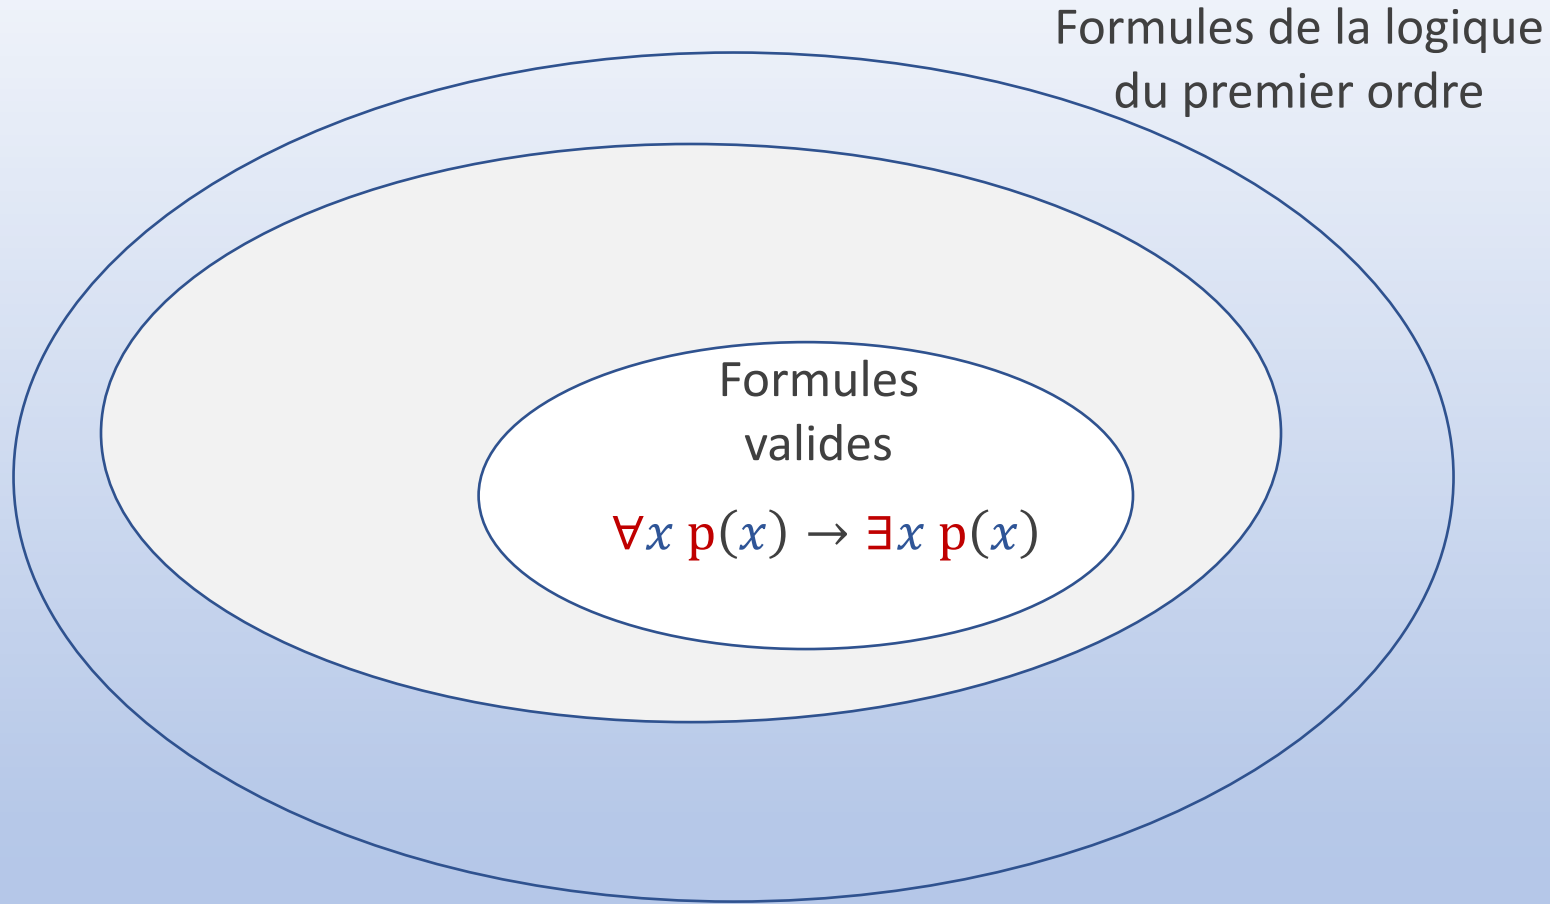 Formules de la logique
du premier ordre
Formules
valides
∀x p(x) → ∃x p(x)